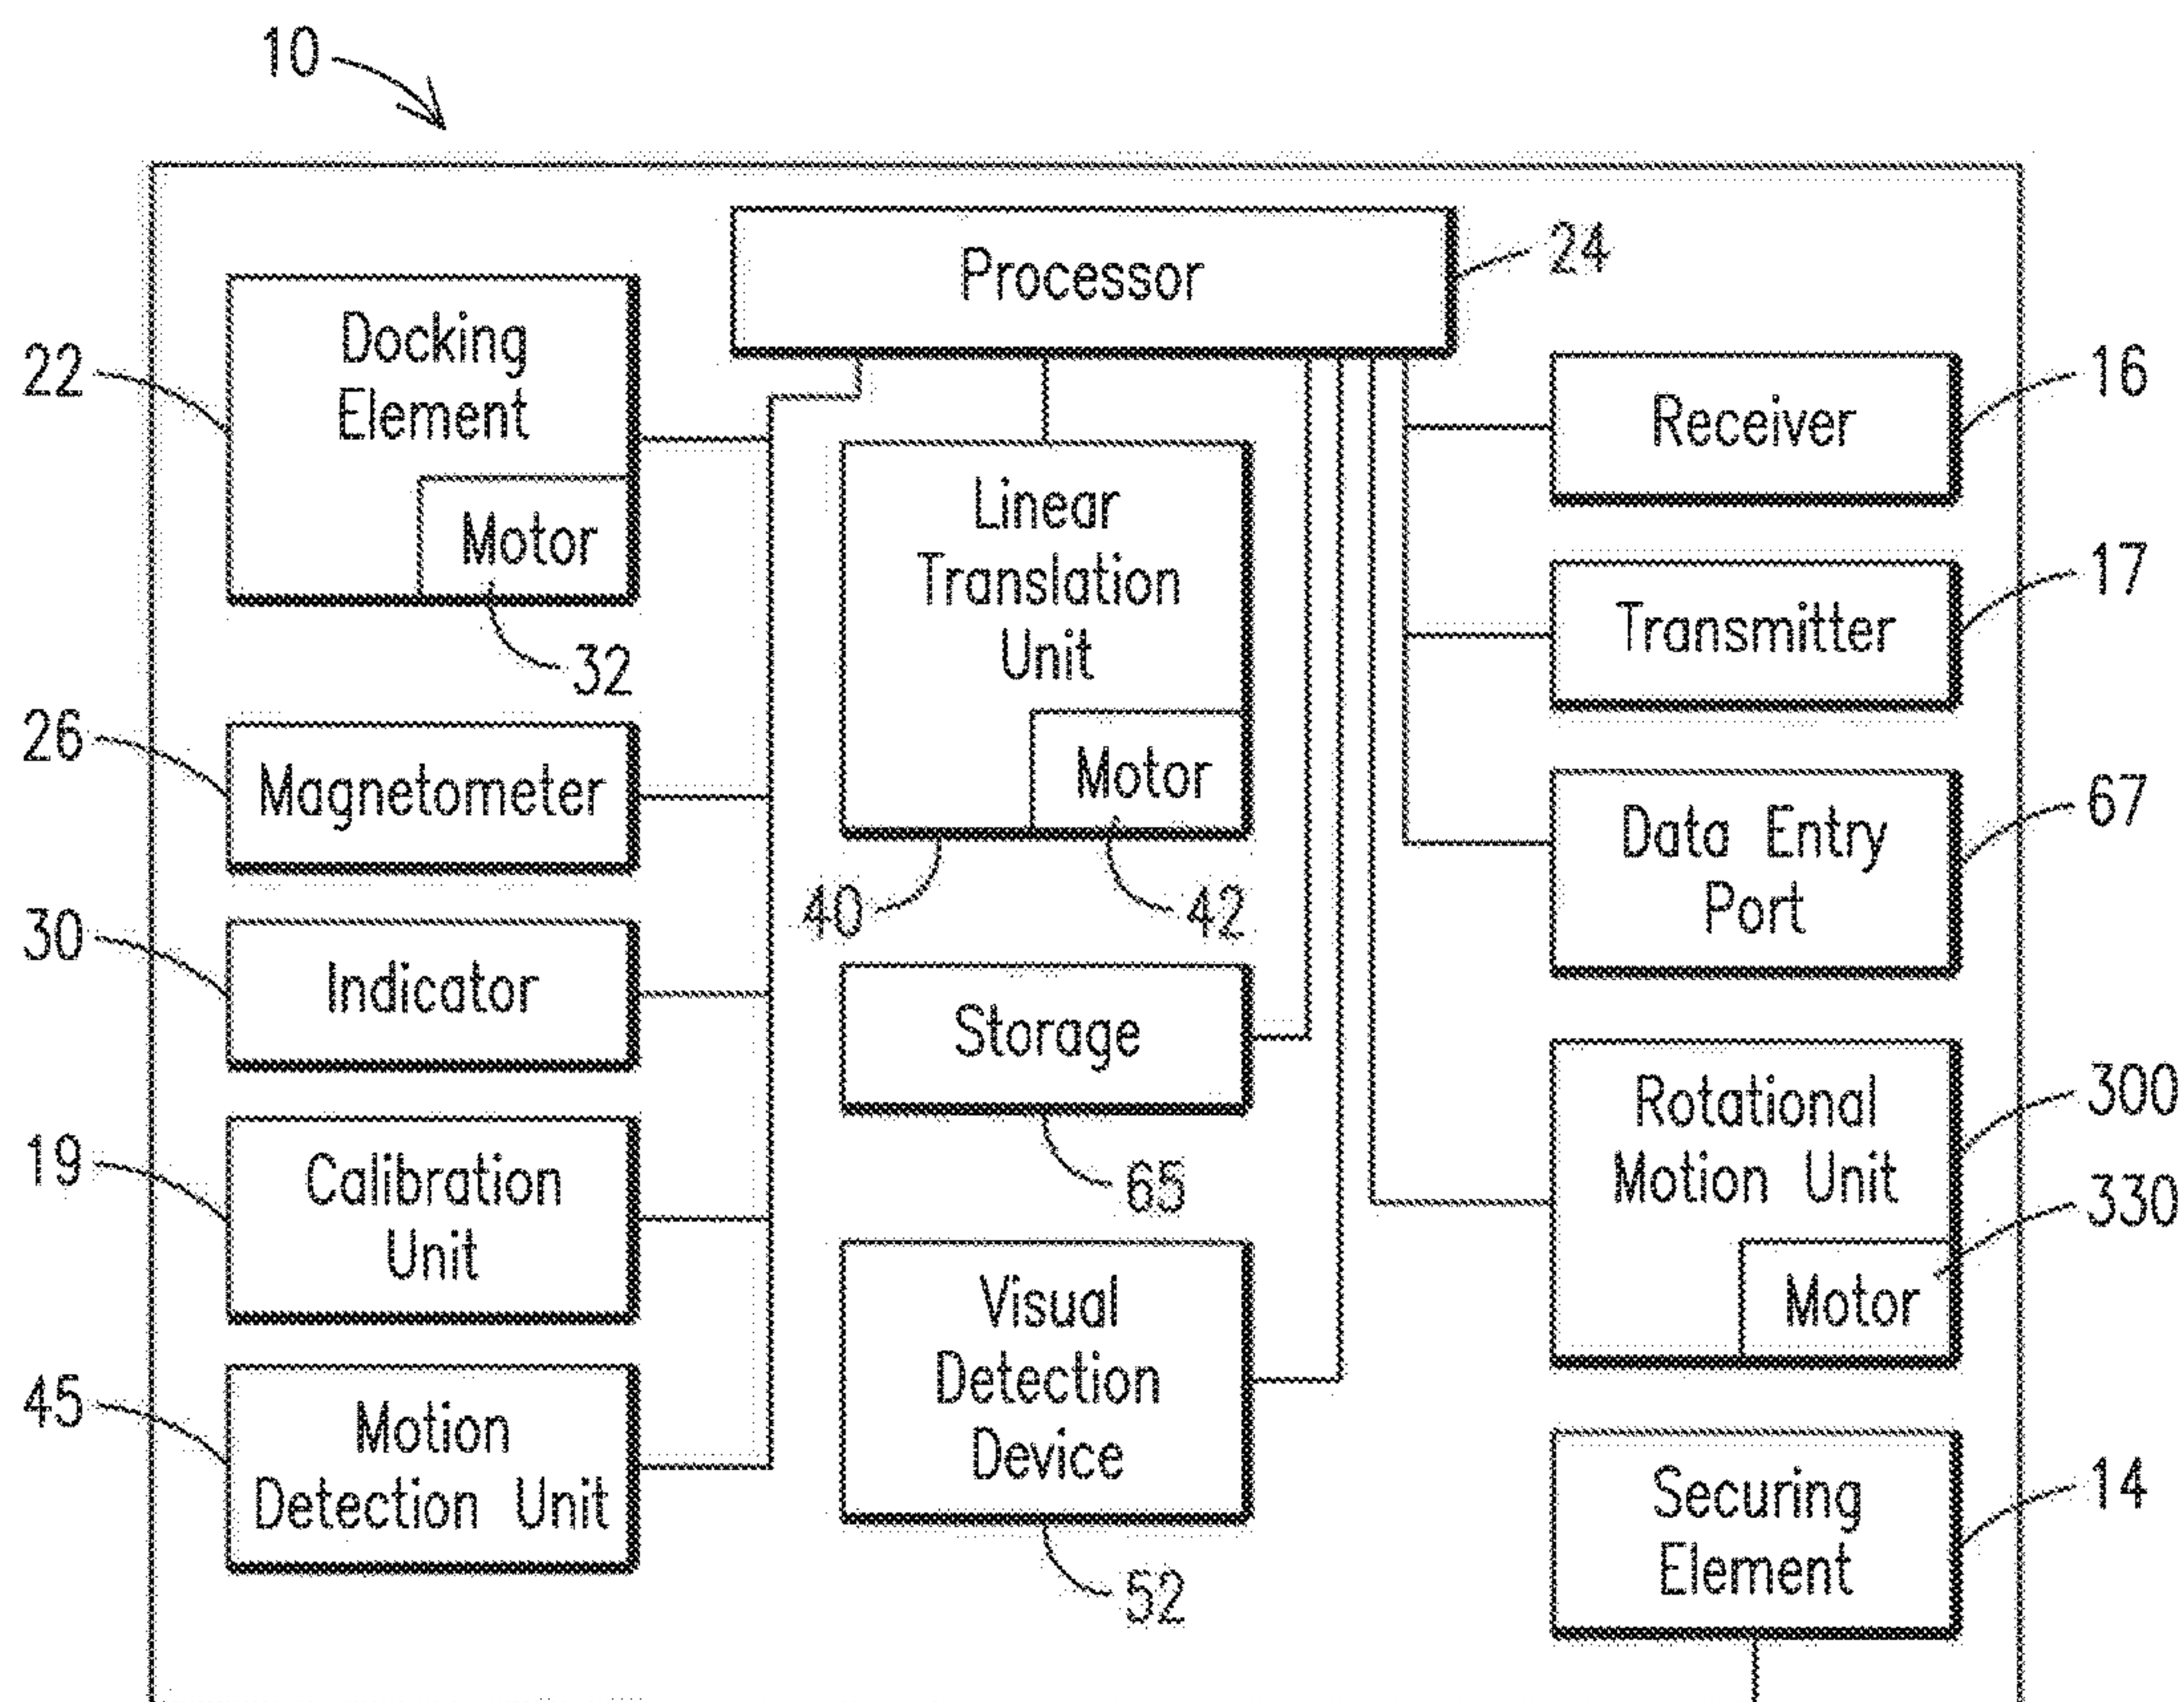 10
Processor
24
Docking
Element
Motor
22
32
Linear
Translation
Unit
Motor
40
42
Receiver
16
Transmitter
17
Data Entry
Port
67
Magnetometer
26
Indicator
30
Storage
65
Calibration
Unit
19
Rotational
Motion Unit
300
330
Motor
Visual
Detection
Device
52
Motion
Detection Unit
45
Securing
Element
14